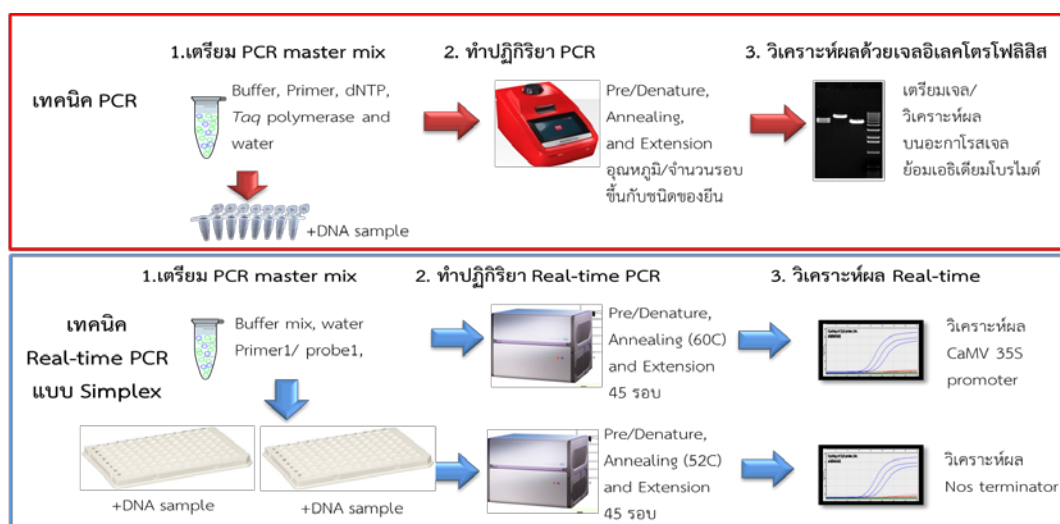 1.เตรียม PCR master mix
2. ทำปฏิกิริยา PCR
3. วิเคราะห์ผลด้วยเจลอิเลคโตรโฟลิสิส
เทคนิค PCR
Buffer, Primer, dNTP,
Taq polymerase and
water
+DNA sample
Pre/Denature,
Annealing,
and Extension
อุณหภูมิ/จำนวนรอบ
ขึ้นกับชนิดของยีน
เตรียมเจล/
วิเคราะห์ผล
บนอะกาโรสเจล
ย้อมเอธิเดียมโบรไมด์
1.เตรียม PCR master mix
2. ทำปฏิกิริยา Real-time PCR
3. วิเคราะห์ผล Real-time
เทคนิค
Real-time PCR
แบบ Simplex
Buffer mix, water
Primer1/ probe1,
Pre/Denature,
Annealing (60C)
and Extension
45 รอบ
วิเคราะห์ผล
CaMV 35S
promoter
+DNA sample
+DNA sample
Pre/Denature,
Annealing (52C)
and Extension
45 รอบ
วิเคราะห์ผล
Nos terminator